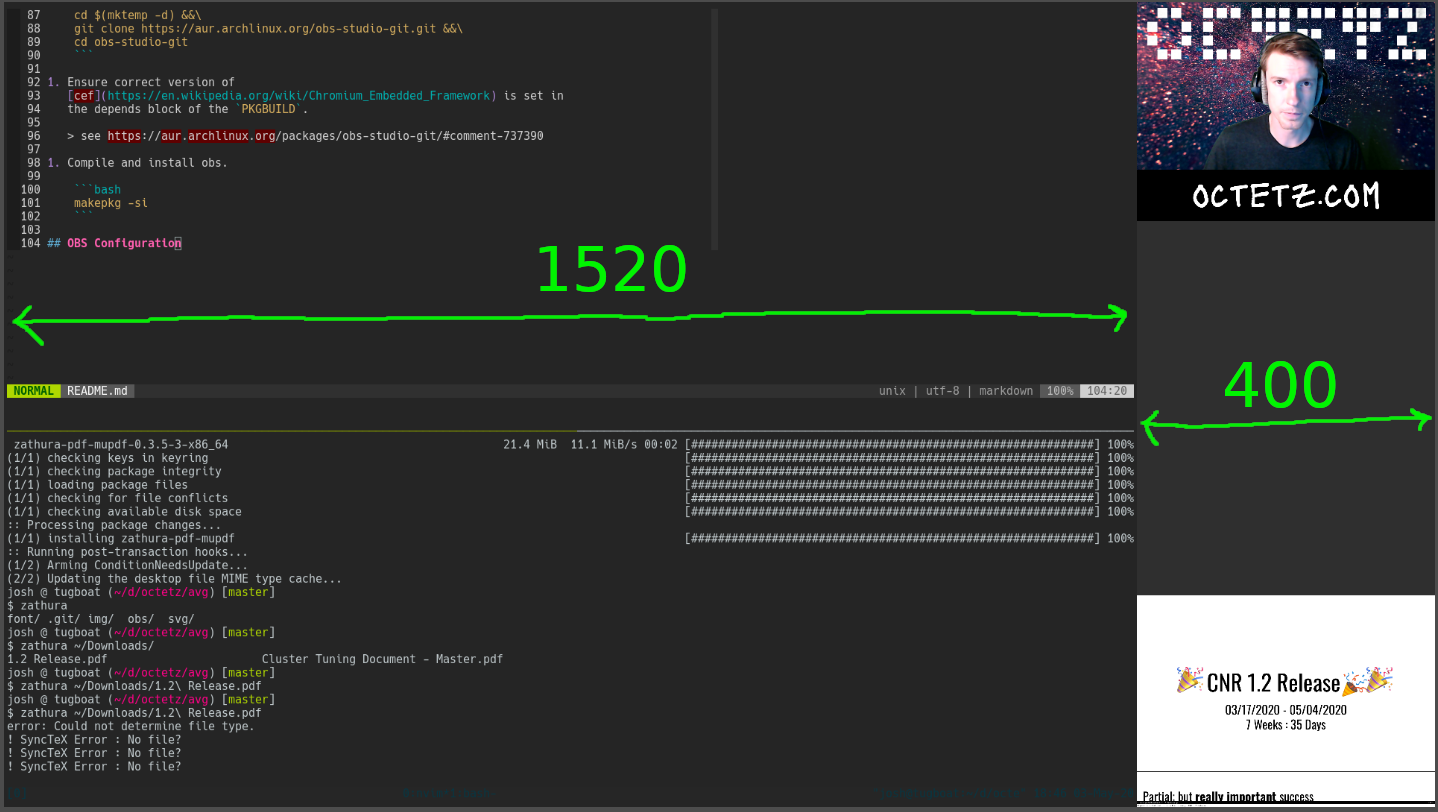 87 cd $(mktemp -d) &&\
88 git clone https://aur.archlinux.org/obs-studio-git.git &&\
89 cd obs-studio-git
90 ```
91
92 1. Ensure correct version of
93 [cef](https://en.wikipedia.org/wiki/Chromium_Embedded_Framework) is set in
94 the depends block of the `PKGBUILD`.
95
96 > see https://aur.archlinux.org/packages/obs-studio-git/#comment-737390
97
98 1. Compile and install obs.
99
100 ```bash
101 makepkg -si
102 ```
103
104 ## OBS Configuration
1520
NORMAL README.md unix | utf-8 | markdown 100% 104:20
zathura-pdf-mupdf-0.3.5-3-x86_64 21.4 MiB 11.1 MiB/s 00:02 [############################################################] 100%
(1/1) checking keys in keyring [############################################################] 100%
(1/1) checking package integrity [############################################################] 100%
(1/1) loading package files [############################################################] 100%
(1/1) checking for file conflicts [############################################################] 100%
(1/1) checking available disk space [############################################################] 100%
:: Processing package changes...
(1/1) installing zathura-pdf-mupdf [############################################################] 100%
:: Running post-transaction hooks...
(1/2) Arming ConditionNeedsUpdate...
(2/2) Updating the desktop file MIME type cache...
josh @ tugboat (~/d/octetz/avg) [master]
$ zathura
font/ .git/ img/ obs/ svg/
josh @ tugboat (~/d/octetz/avg) [master]
$ zathura ~/Downloads/
1.2 Release.pdf Cluster Tuning Document - Master.pdf
josh @ tugboat (~/d/octetz/avg) [master]
$ zathura ~/Downloads/1.2\ Release.pdf
josh @ tugboat (~/d/octetz/avg) [master]
$ zathura ~/Downloads/1.2\ Release.pdf
error: Could not determine file type.
! SyncTeX Error : No file?
! SyncTeX Error : No file?
! SyncTeX Error : No file?
OCTETZ
OCTETZ.COM
400
🎉CNR 1.2 Release🎉🎉
03/17/2020 - 05/04/2020
7 Weeks : 35 Days
Partial; but really important success